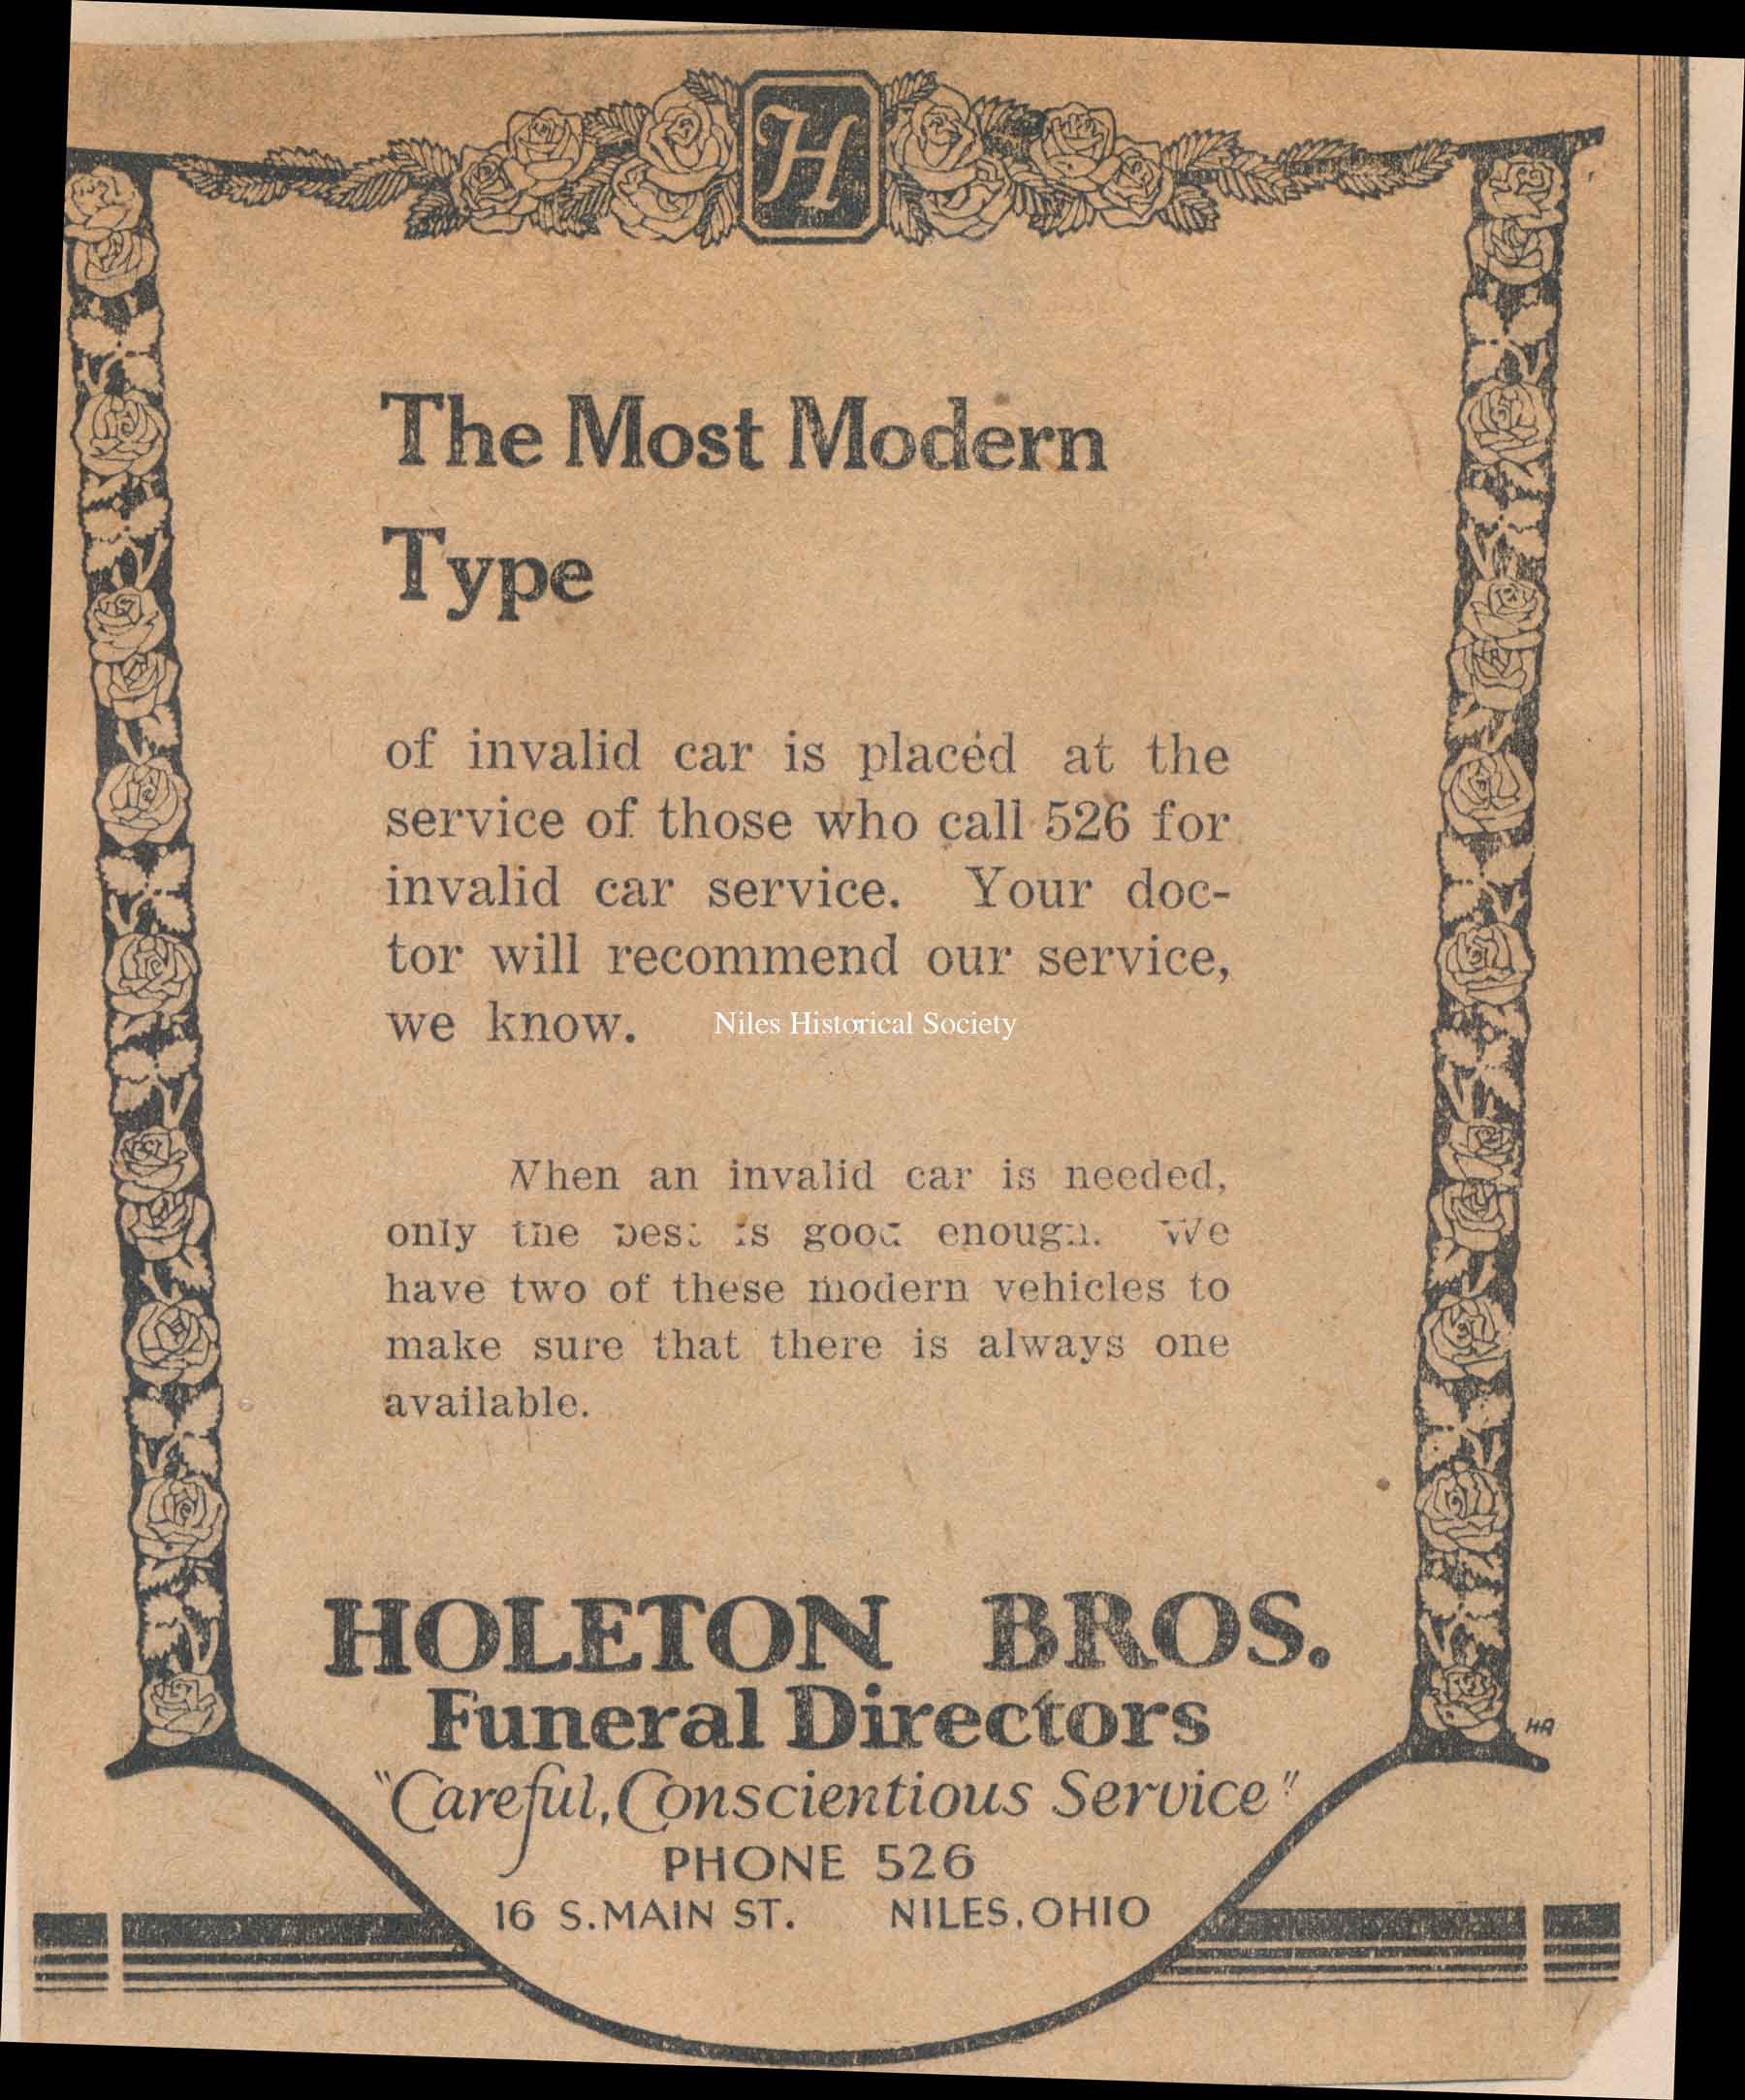 H
The Most Modern
Type
of invalid car is placed at the
service of those who call 526 for
invalid car service. Your doc-
tor will recommend our service,
we know. Niles Historical Society
When an invalid car is needed,
only the best is good enough. We
have two of these modern vehicles to
make sure that there is always one
available.
HOLETON BROS.
Funeral Directors
"Careful, Conscientious Service"
PHONE 526
16 S. MAIN ST. NILES, OHIO
HA